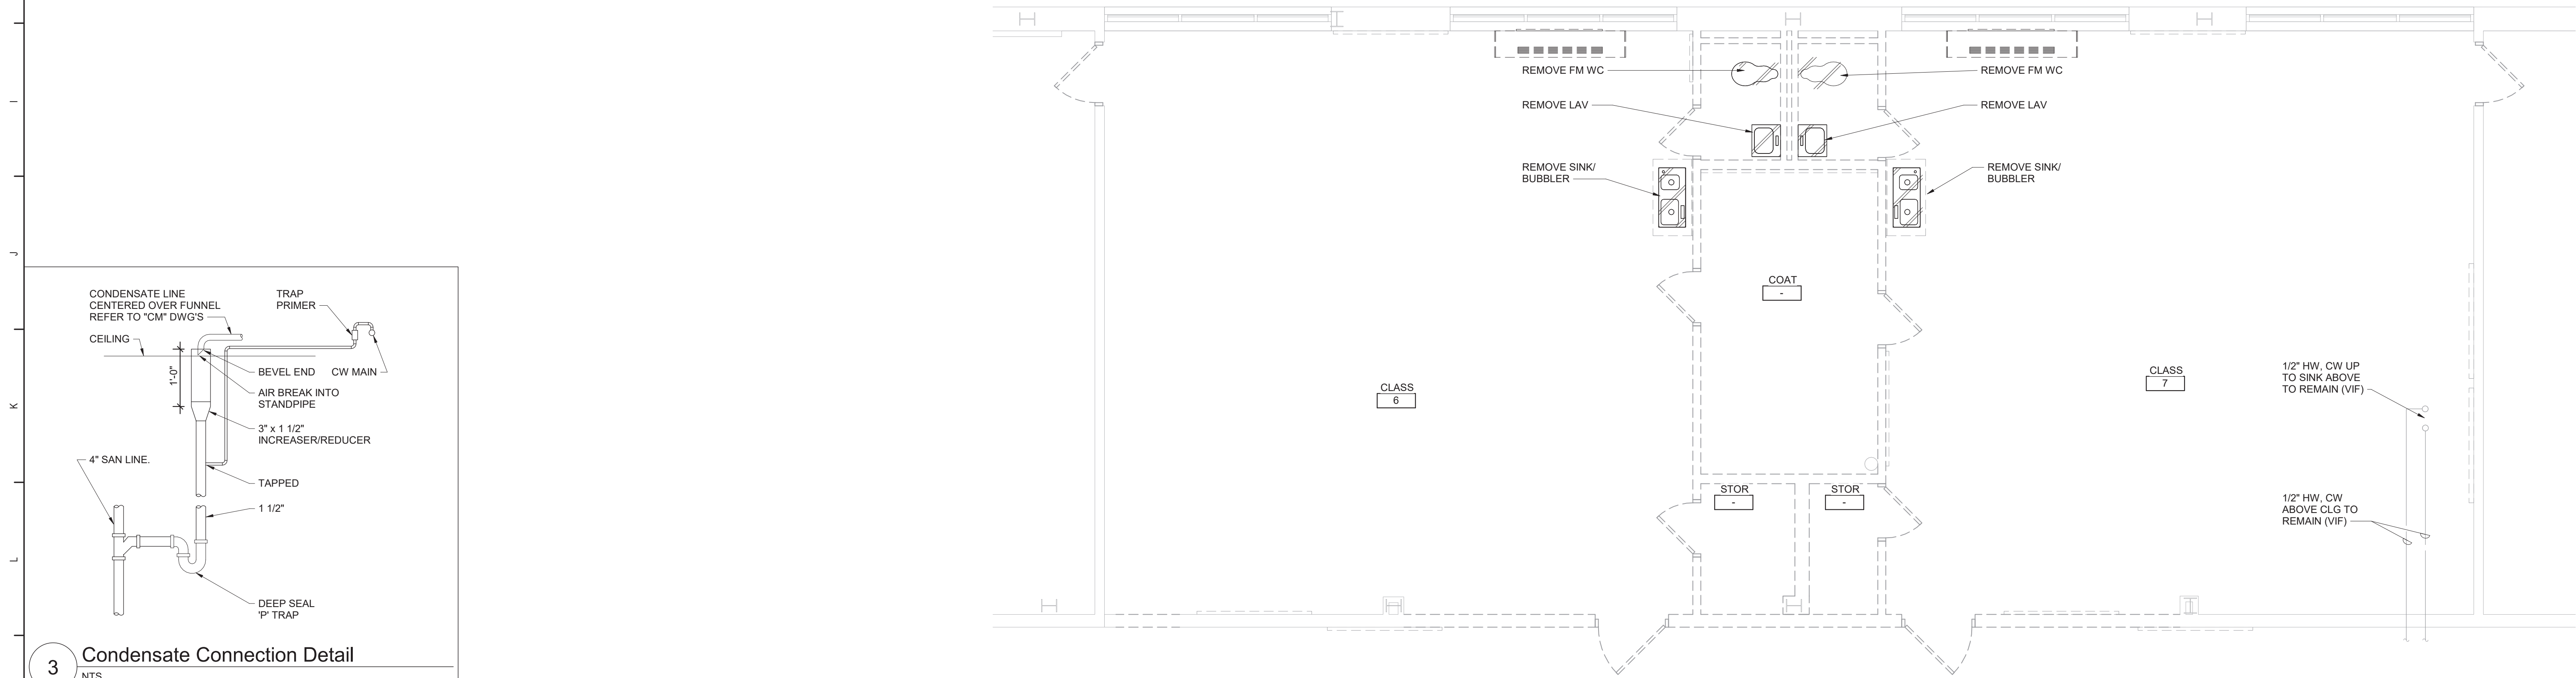 I
J
K
L
CONDENSATE LINE
CENTERED OVER FUNNEL
REFER TO "CM" DWG'S
TRAP
PRIMER
CEILING
1'-0"
BEVEL END
CW MAIN
AIR BREAK INTO
STANDPIPE
3" x 1 1/2"
INCREASER/REDUCER
4" SAN LINE.
TAPPED
1 1/2"
DEEP SEAL
'P' TRAP
3
Condensate Connection Detail
NTS
REMOVE FM WC
REMOVE FM WC
REMOVE LAV
REMOVE LAV
REMOVE SINK/
BUBBLER
REMOVE SINK/
BUBBLER
COAT
-
CLASS
6
CLASS
7
1/2" HW, CW UP
TO SINK ABOVE
TO REMAIN (VIF)
STOR
-
STOR
-
1/2" HW, CW
ABOVE CLG TO
REMAIN (VIF)